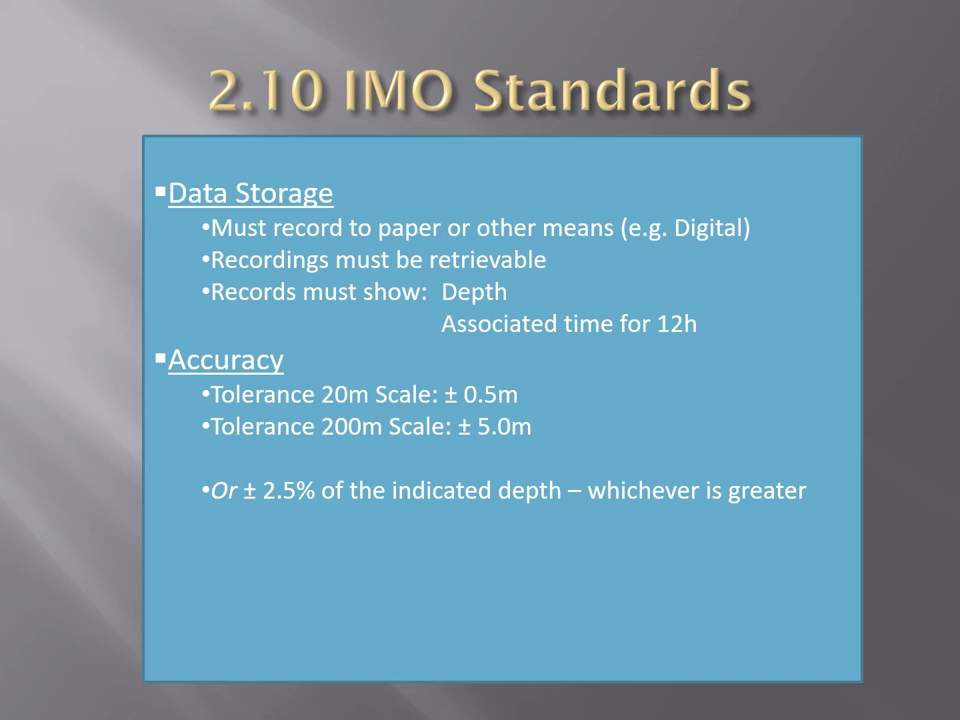 2.10 IMO Standards
▪Data Storage
•Must record to paper or other means (e.g. Digital)
•Recordings must be retrievable
•Records must show: Depth
Associated time for 12h
▪Accuracy
•Tolerance 20m Scale: ± 0.5m
•Tolerance 200m Scale: ± 5.0m
•Or ± 2.5% of the indicated depth – whichever is greater